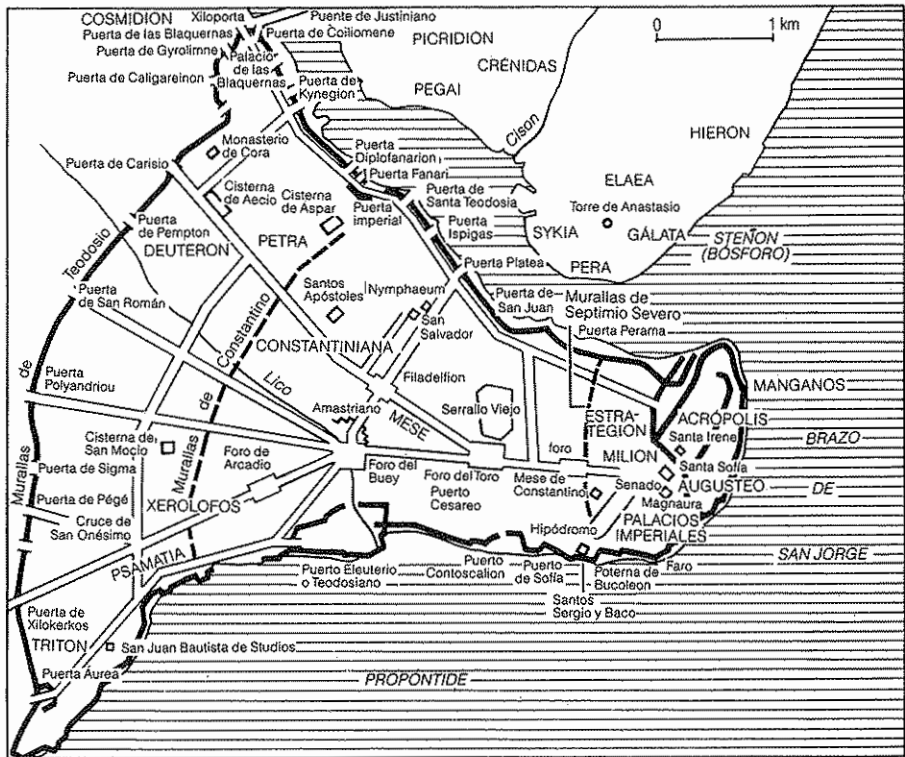 COSMIDION
Xiloporta
Puente de Justiniano
Puerta de las Blaquernas
Puerta de Coiliomene
Puerta de Gyrolimne
Palacio
de las
Blaquernas
Puerta de Caligareinon
Puerta de
Kynegion
PICRIDION
CRÉNIDAS
PEGAI
Cison
0
1 km
HIERON
ELAEA
Torre de Anastasio
SYKIA
GÁLATA
PERA
STENON
(BÓSFORO)
Monasterio
de Cora
Puerta de Carisio
Cisterna
de Aecio
Cisterna
de Aspar
Puerta
Diplofanarion
Puerta Fanari
Puerta
imperial
Puerta de
Santa Teodosia
Puerta
Ispigas
Puerta Platea
Puerta
de Pempton
DEUTERON
PETRA
Puerta
de San Román
Santos
Apóstoles
Nymphaeum
San
Salvador
Puerta de
San Juan
Murallas de
Septimio Severo
Puerta Perama
Murallas de Teodosio
Murallas de Constantino
CONSTANTINIANA
Lico
Filadelfion
Puerta
Polyandriou
Amastriano
MESE
Serrallo Viejo
ESTRA-
TEGION
MANGANOS
ACRÓPOLIS
Santa Irene
Cisterna de
San Mocio
Foro de
Arcadio
Foro del
Buey
Foro del Toro
Puerto
Cesareo
foro
Mese de
Constantino
MILION
Senado
Santa Sofía
AUGUSTEO
Magnaura
PALACIOS
IMPERIALES
BRAZO
DE
SAN JORGE
Puerta de Sigma
Puerta de Pégé
Cruce de
San Onésimo
XEROLOFOS
PSAMATIA
Hipódromo
Puerto Eleuterio
o Teodosiano
Puerto
Contoscalion
Puerto
de Sofía
Poterna de
Bucoleon
Faro
Santos
Sergio y Baco
Puerta de
Xilokerkos
TRITON
San Juan Bautista de Studios
Puerta Áurea
PROPÓNTIDE